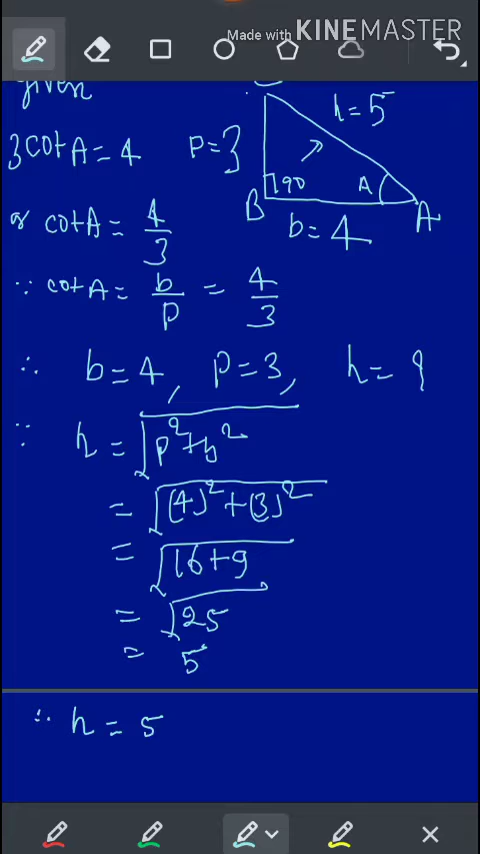 Made with KINEMASTER
given
h=5
3cotA=4 P=3
90 A
B A
or cotA=4/3
b=4
∵ cotA= b/p = 4/3
∴ b=4, p=3, h=?
∵ h=√p²+b²
=√(4)²+(3)²
=√16+9
=√25
= 5
∴ h=5